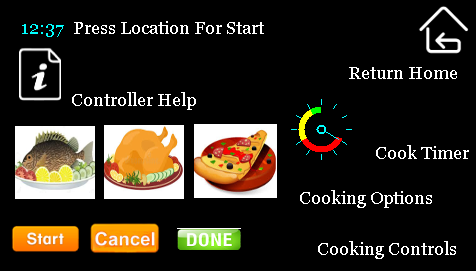 12:37 Press Location For Start
Return Home
i
Controller Help
Cook Timer
Cooking Options
Start Cancel DONE
Cooking Controls